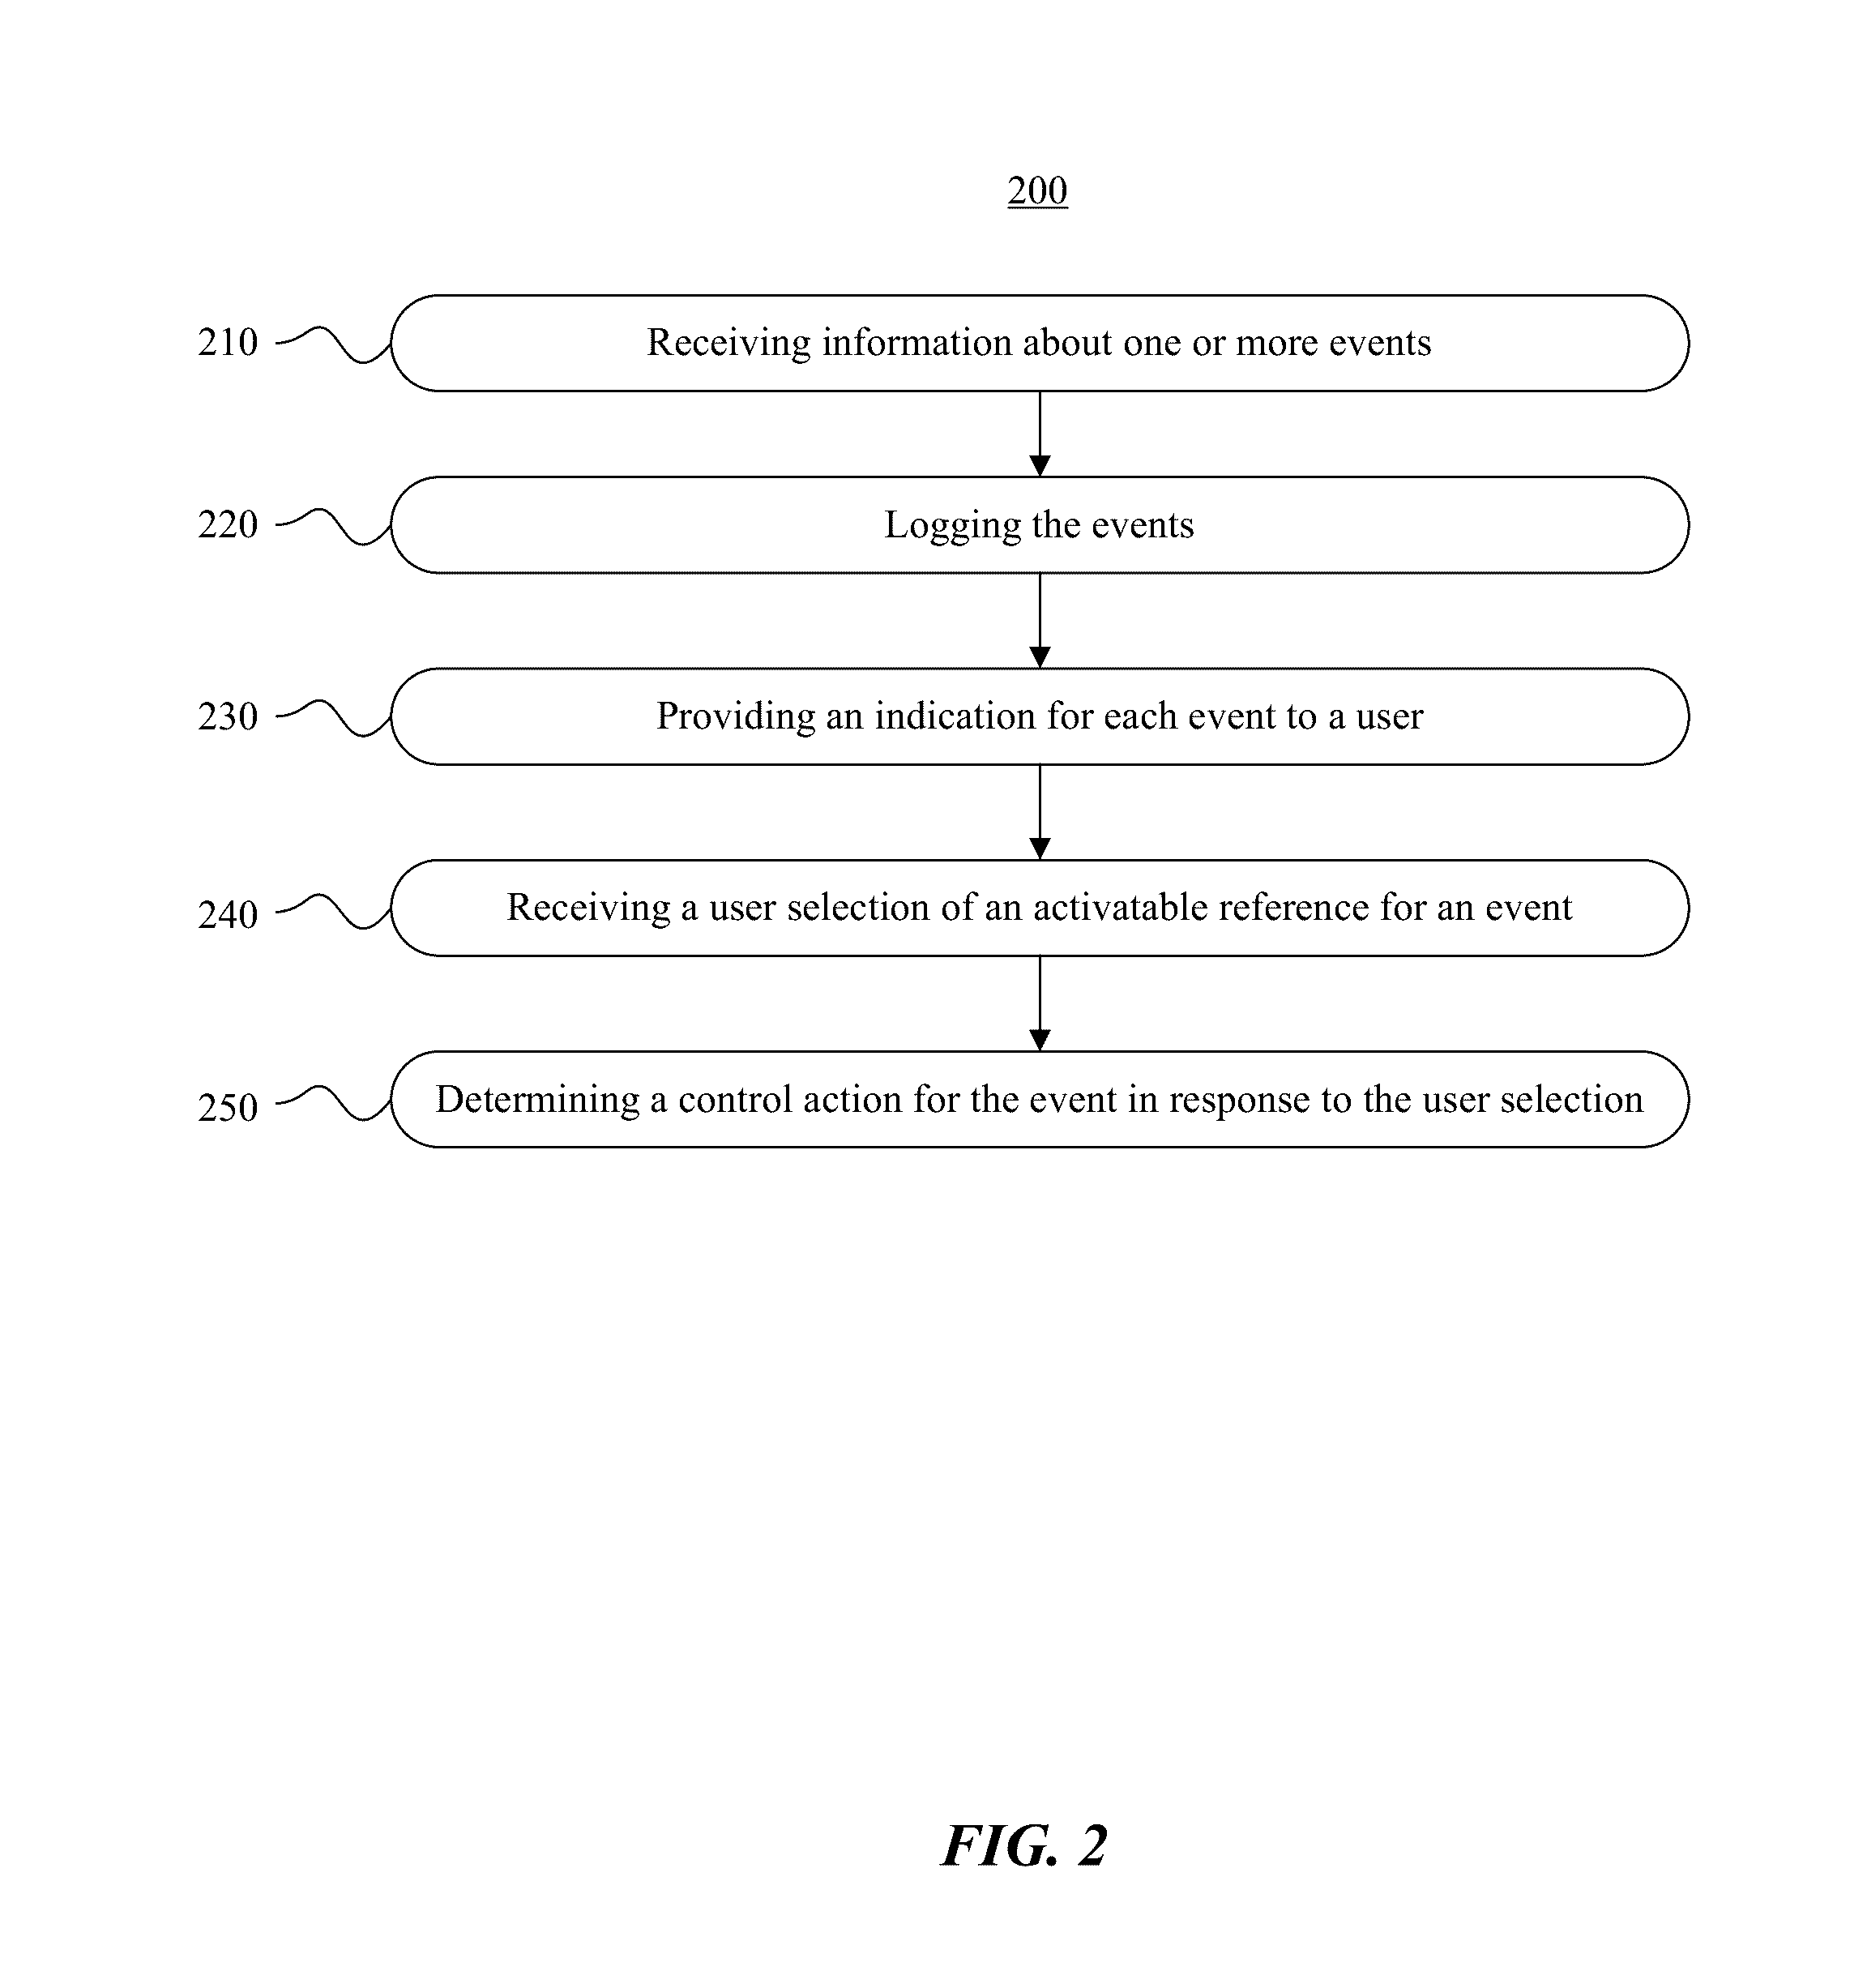 200
210 Receiving information about one or more events
220 Logging the events
230 Providing an indication for each event to a user
240 Receiving a user selection of an activatable reference for an event
250 Determining a control action for the event in response to the user selection
FIG. 2